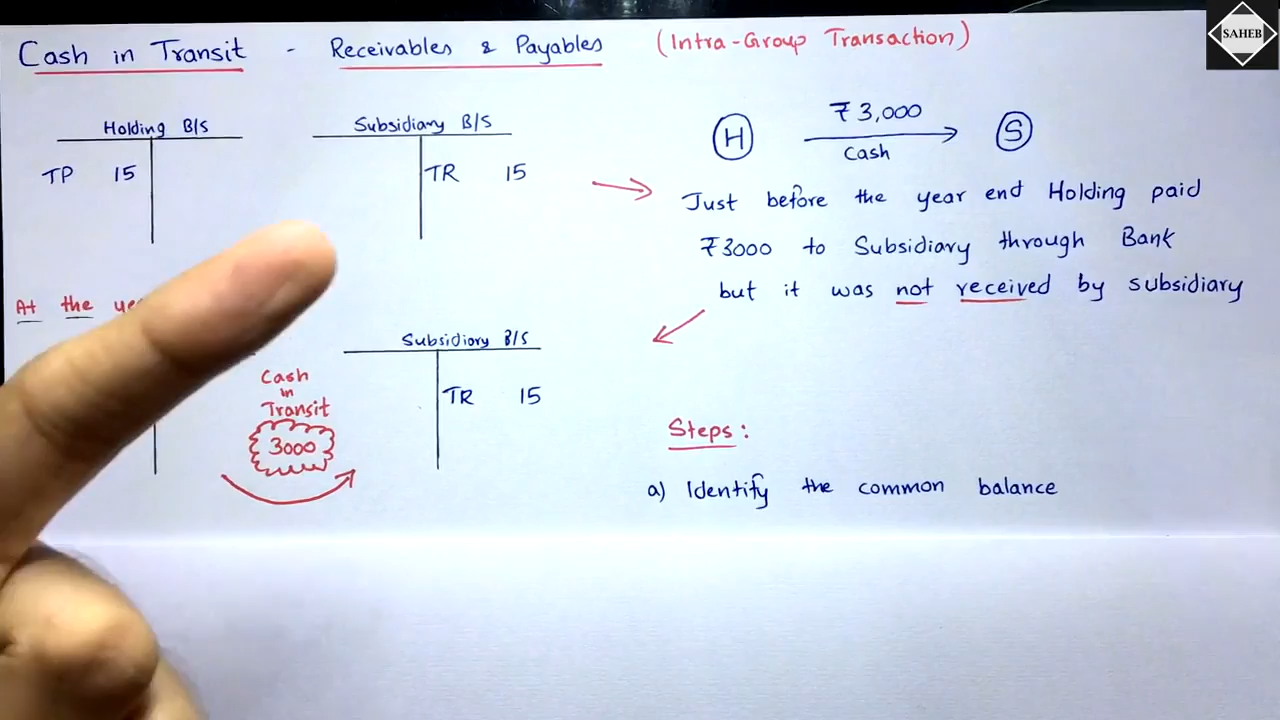 Cash in Transit - Receivables & Payables (Intra-Group Transaction)
SAHEB
Holding B/S
TP 15
Subsidiary B/S
TR 15
H ₹3,000 Cash S
Just before the year end Holding paid
₹3000 to Subsidiary through Bank
but it was not received by subsidiary
At the
Subsidiary B/S
TR 15
Cash
in
Transit
3000
Steps:
a) Identify the common balance